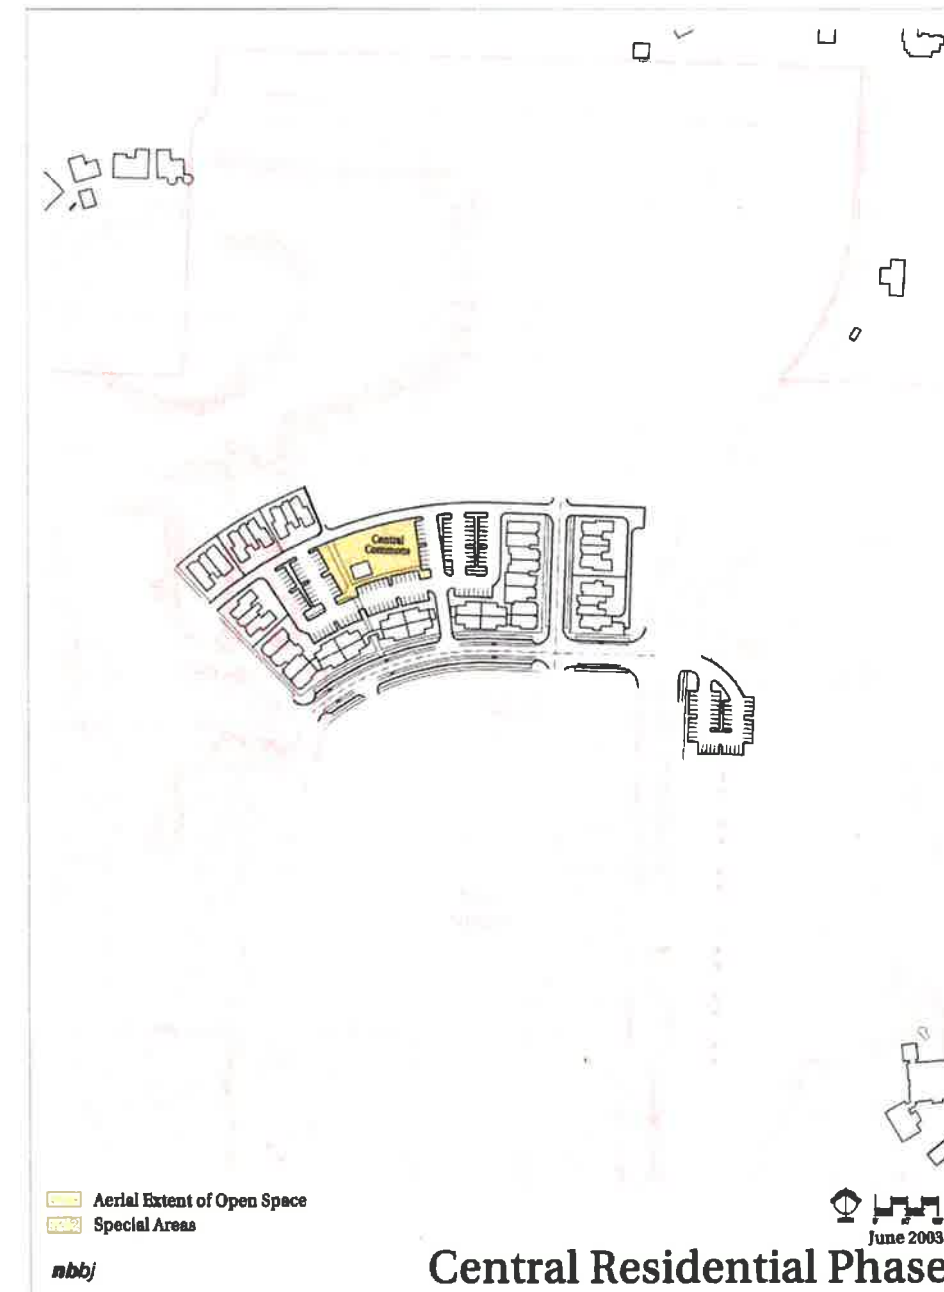 Central
Commons
Aerial Extent of Open Space
Special Areas
June 2003
nbbj
Central Residential Phase